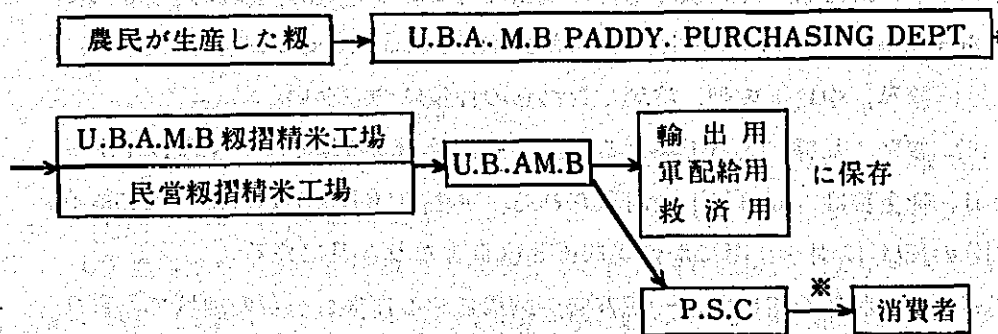 農民が生産した籾 → U.B.A.M.B PADDY. PURCHASING DEPT.
U.B.A.M.B 籾摺精米工場
民営籾摺精米工場
U.B.AM.B
輸出用
軍配給用
救済用
に保存
P.S.C ※ 消費者